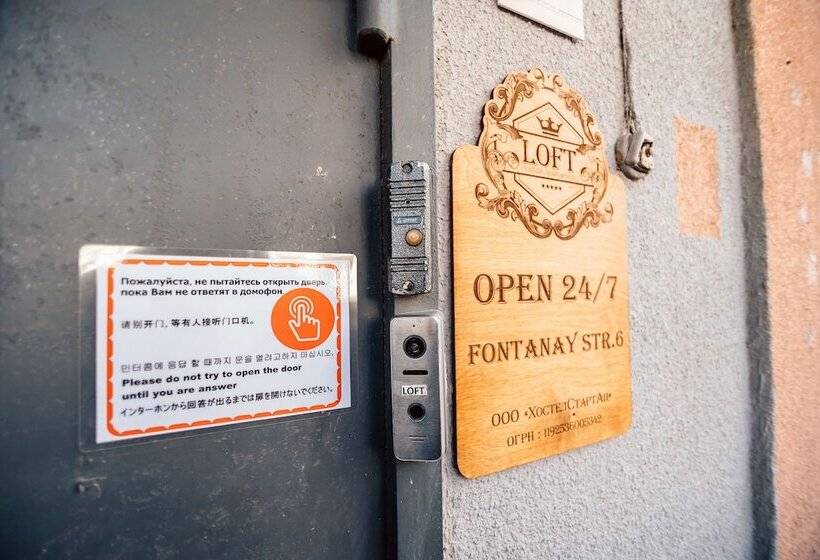 Пожалуйста, не пытайтесь открыть дверь,
пока Вам не ответят в домофон.
请别开门, 等有人接听门口机。
인터콤에 응답 할 때까지 문을 열려고하지 마십시오.
Please do not try to open the door
until you are answer
インターホンから回答が出るまでは扉を開けないでください。
LOFT
LOFT
OPEN 24/7
FONTANAY STR.6
ООО «ХостелСтартАп»
ОГРН : 1192536005342